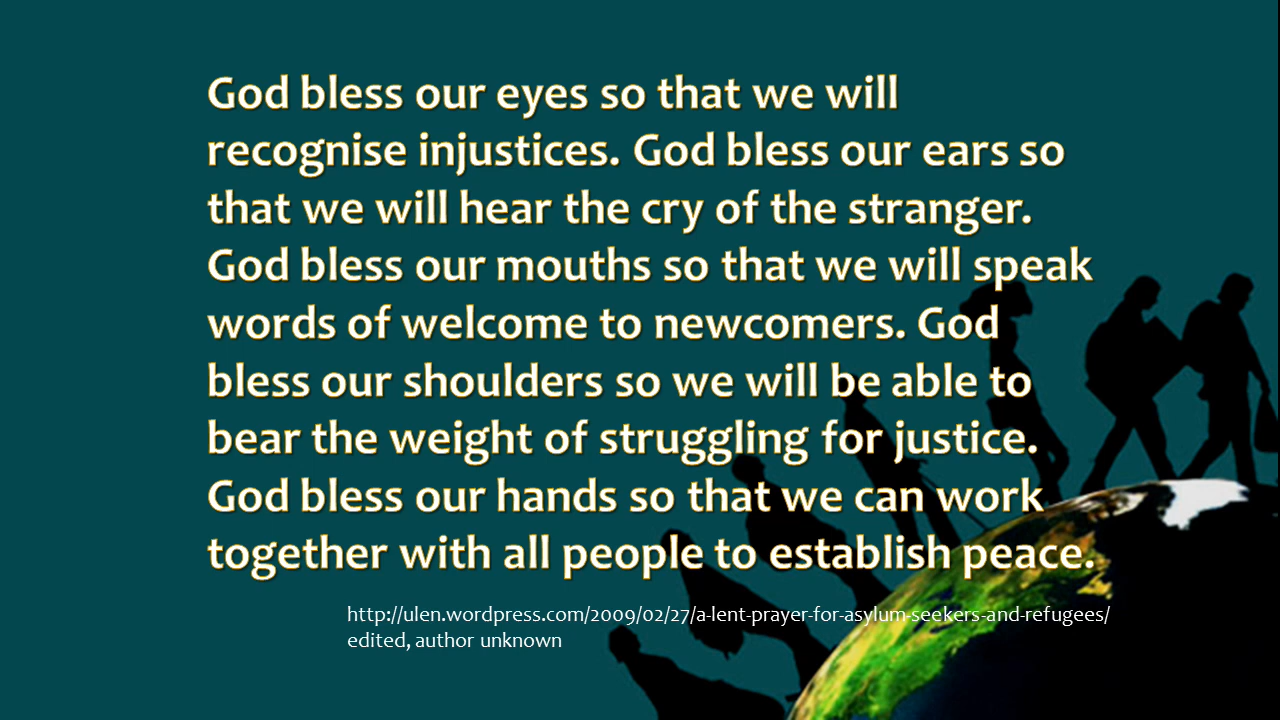 God bless our eyes so that we will
recognise injustices. God bless our ears so
that we will hear the cry of the stranger.
God bless our mouths so that we will speak
words of welcome to newcomers. God
bless our shoulders so we will be able to
bear the weight of struggling for justice.
God bless our hands so that we can work
together with all people to establish peace.
http://ulen.wordpress.com/2009/02/27/a-lent-prayer-for-asylum-seekers-and-refugees/
edited, author unknown